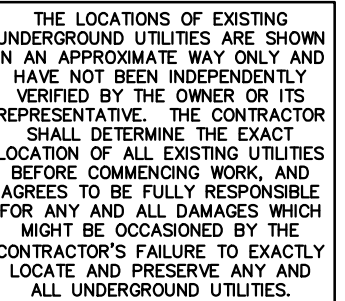 THE LOCATIONS OF EXISTING
UNDERGROUND UTILITIES ARE SHOWN
IN AN APPROXIMATE WAY ONLY AND
HAVE NOT BEEN INDEPENDENTLY
VERIFIED BY THE OWNER OR ITS
REPRESENTATIVE. THE CONTRACTOR
SHALL DETERMINE THE EXACT
LOCATION OF ALL EXISTING UTILITIES
BEFORE COMMENCING WORK, AND
AGREES TO BE FULLY RESPONSIBLE
FOR ANY AND ALL DAMAGES WHICH
MIGHT BE OCCASIONED BY THE
CONTRACTOR'S FAILURE TO EXACTLY
LOCATE AND PRESERVE ANY AND
ALL UNDERGROUND UTILITIES.